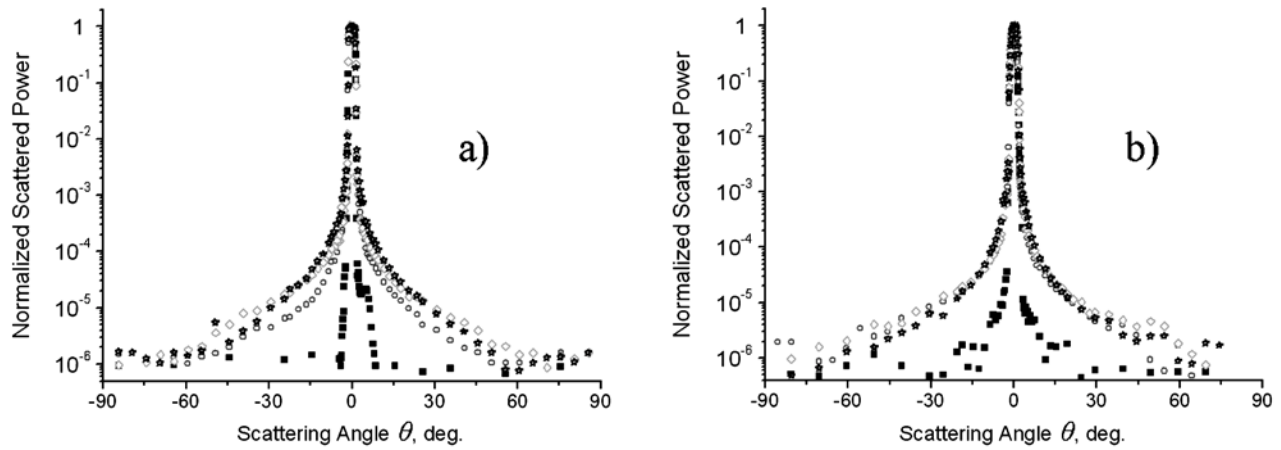 a)
Normalized Scattered Power
1
10⁻¹
10⁻²
10⁻³
10⁻⁴
10⁻⁵
10⁻⁶
-90 -60 -30 0 30 60 90
Scattering Angle θ, deg.
b)
Normalized Scattered Power
1
10⁻¹
10⁻²
10⁻³
10⁻⁴
10⁻⁵
10⁻⁶
-90 -60 -30 0 30 60 90
Scattering Angle θ, deg.